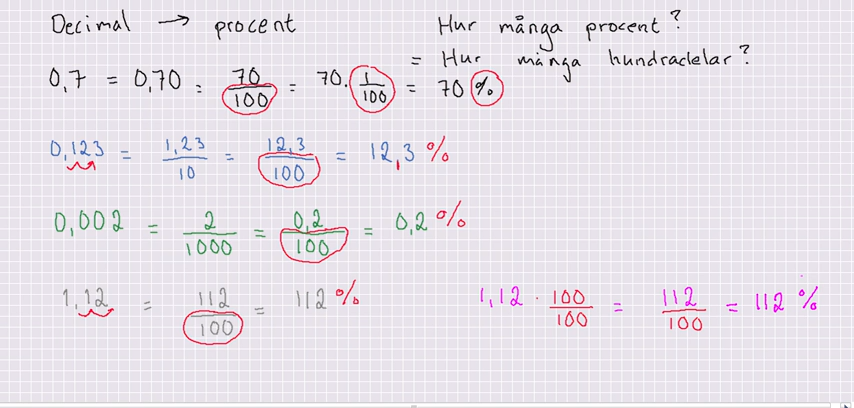 Decimal → procent
Hur många procent?
= Hur många hundradelar?
0,7 = 0,70 = 70/100 = 70 · 1/100 = 70 %
0,123 = 1,23/10 = 12,3/100 = 12,3 %
0,002 = 2/1000 = 0,2/100 = 0,2 %
1,12 = 112/100 = 112 %
1,12 · 100/100 = 112/100 = 112 %